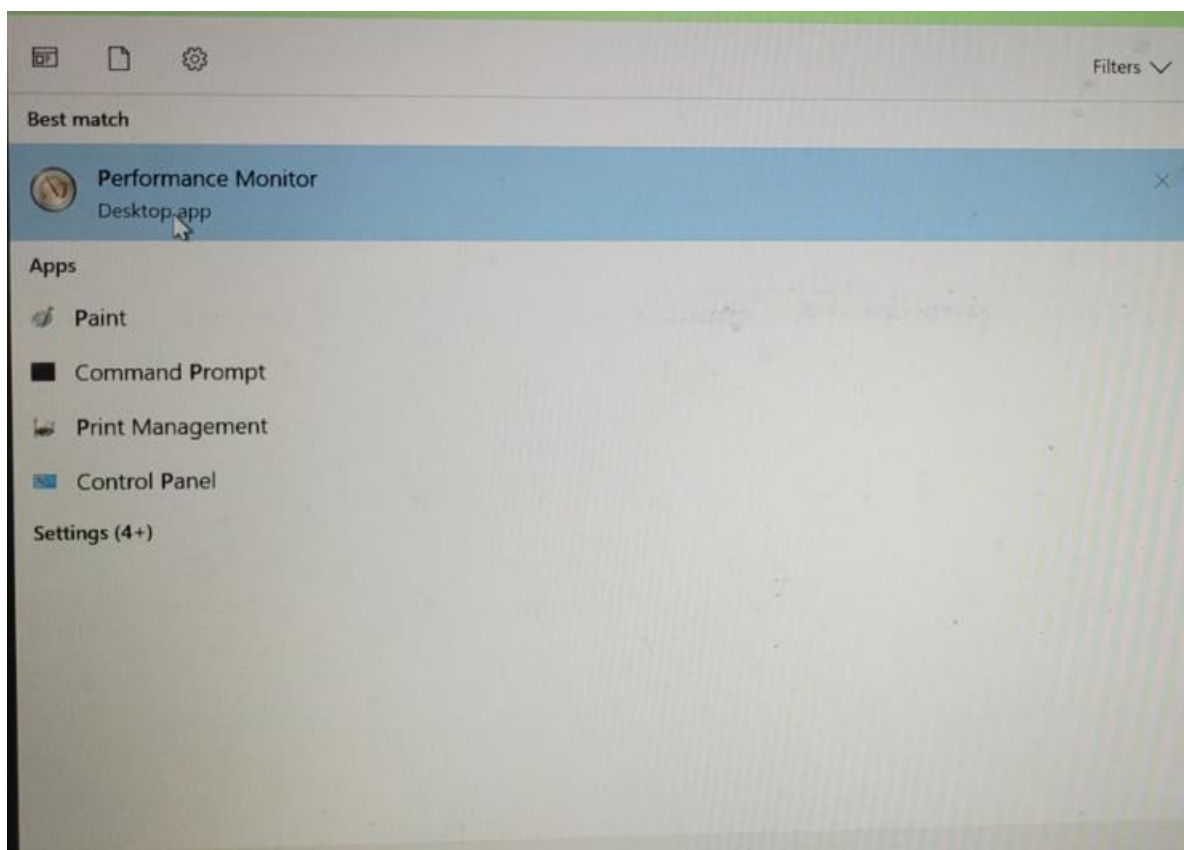 Filters
Best match
Performance Monitor
Desktop app
Apps
Paint
Command Prompt
Print Management
Control Panel
Settings (4+)